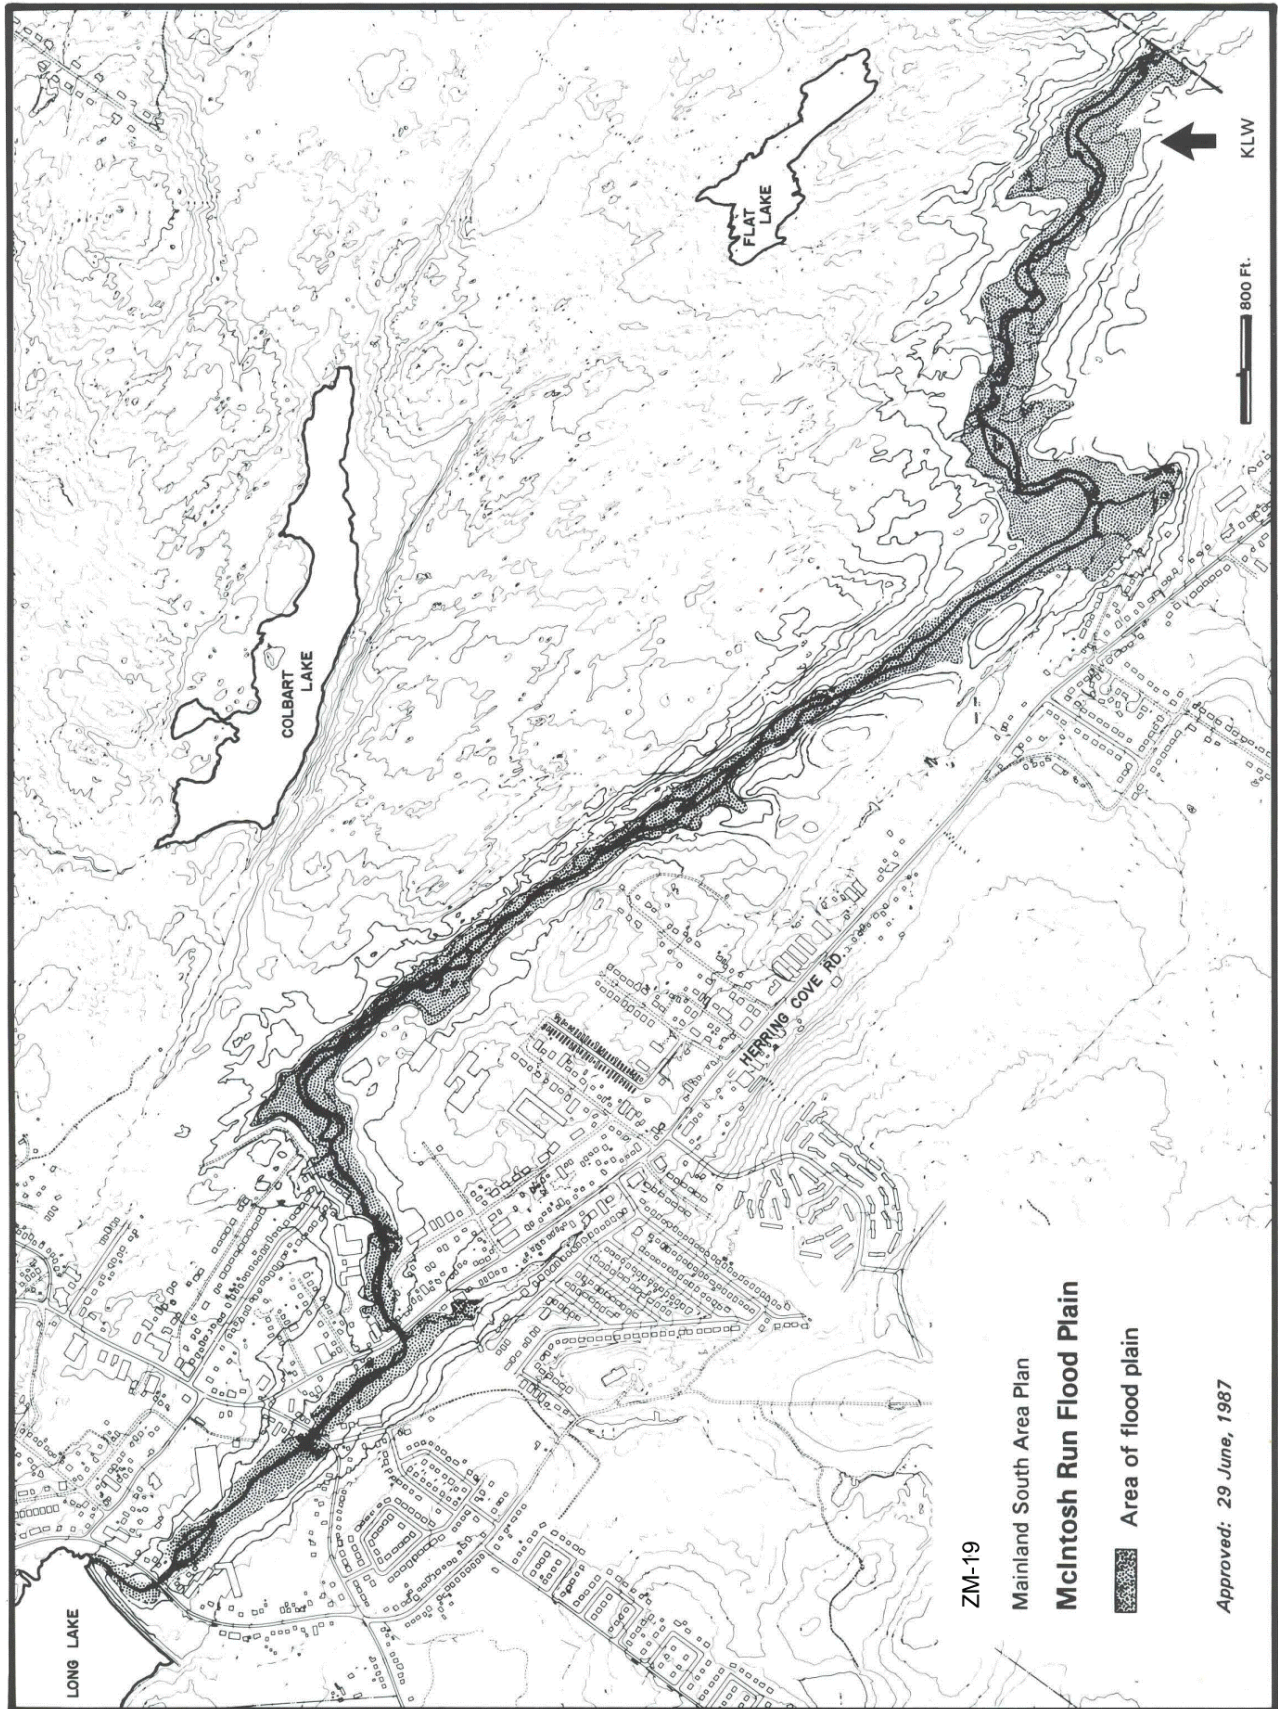 LONG LAKE
COLBART
LAKE
FLAT
LAKE
HERRING COVE RD.
ZM-19
Mainland South Area Plan
McIntosh Run Flood Plain
Area of flood plain
Approved: 29 June, 1987
800 Ft.
KLW